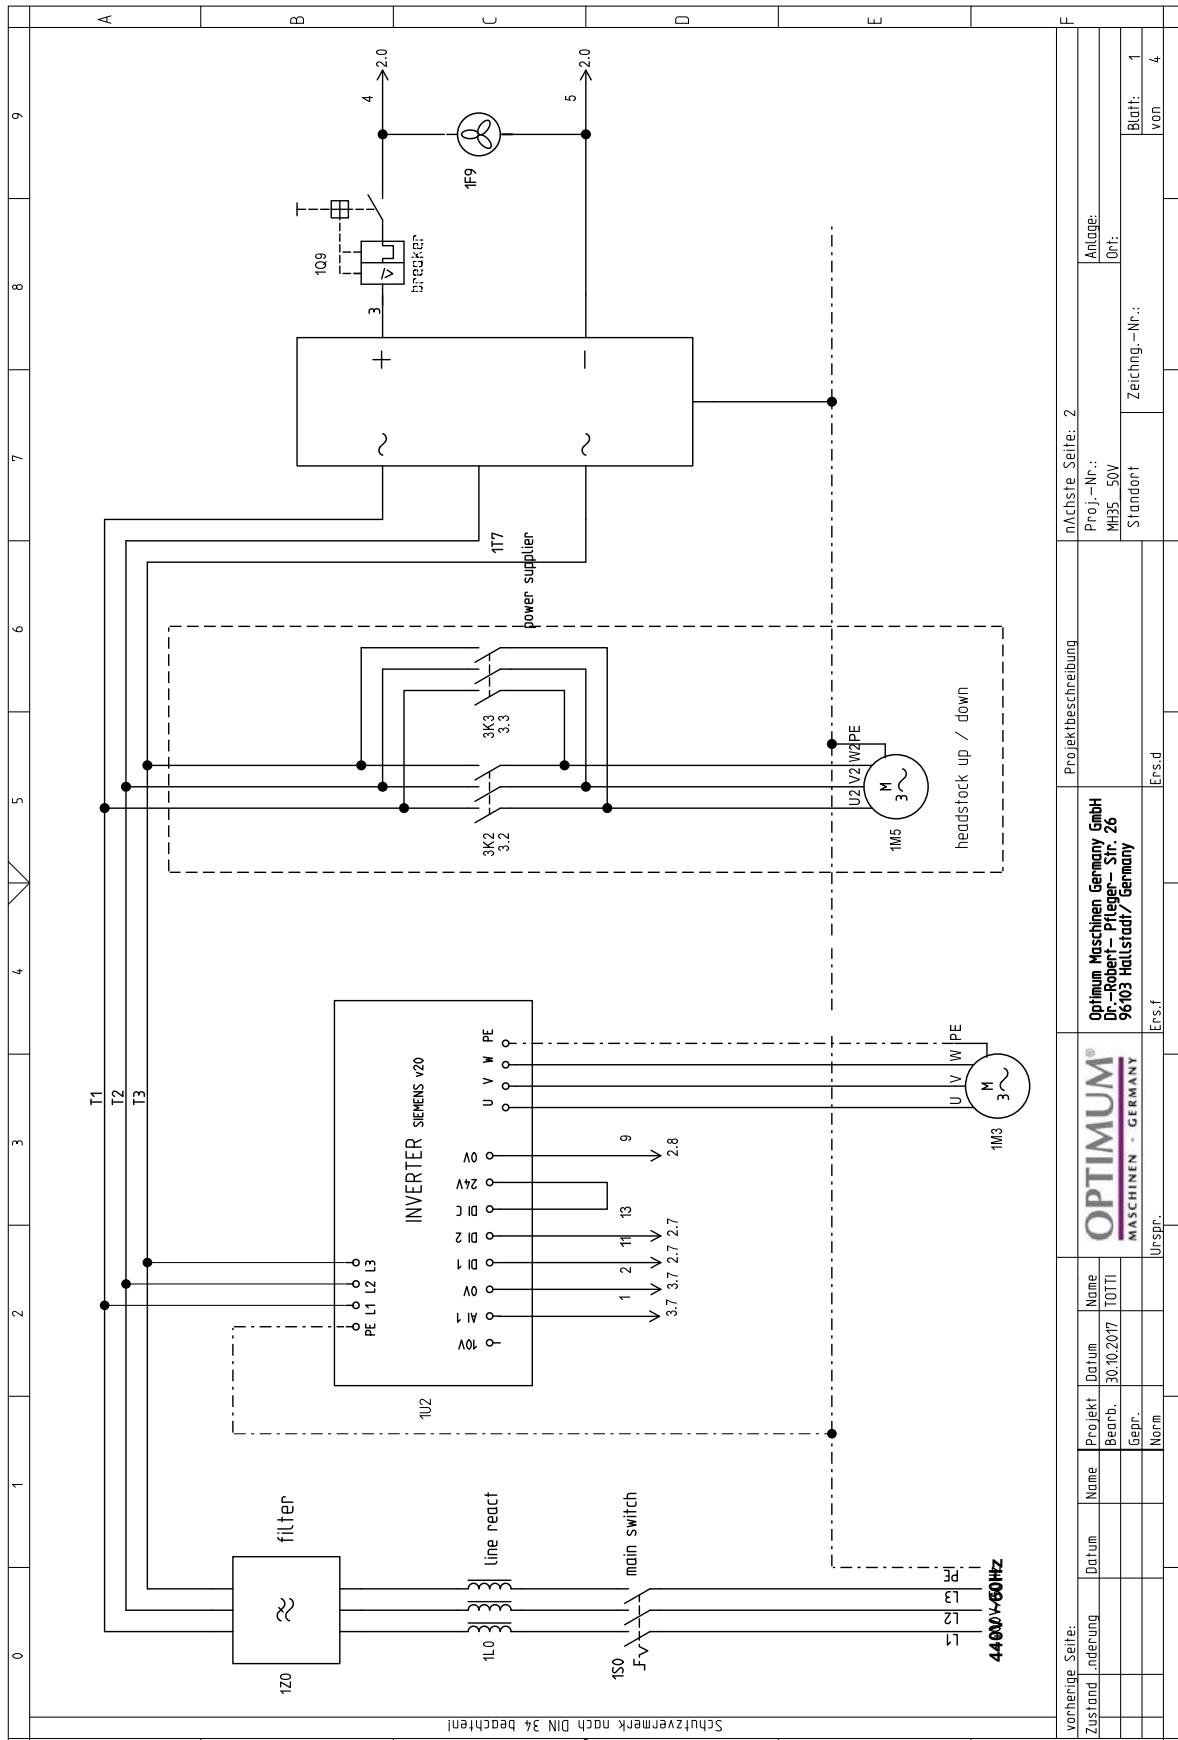 0
1
2
3
4
5
6
7
8
9
A
B
C
D
E
F
T1
T2
T3
1Z0
filter
1L0
line react
1S0
main switch
L1
L2
L3
PE
1U2
PE L1 L2 L3
INVERTER SIEMENS v20
10V
AI 1
0V
DI 1
DI 2
DI C
24V
0V
U V W PE
1
3.7
2
3.7
11
2.7
13
2.7
9
2.8
U V W PE
M
3
1M3
3K2
3.2
3K3
3.3
U2 V2 W2 PE
M
3
1M5
headstock up / down
1T7
power supplier
+
−
3
1Q9
breaker
4
2.0
1F9
5
2.0
Schutzvermerk nach DIN 34 beachten!
vorherige Seite:
Zustand
.nderung
Datum
Name
Projekt
Datum
Name
Bearb.
30.10.2017
TOTTI
Gepr.
Norm
Urspr.
OPTIMUM®
MASCHINEN - GERMANY
Optimum Maschinen Germany GmbH
Dr.-Robert- Pfleger- Str. 26
96103 Hallstadt/ Germany
Ers.f
Ers.d
Projektbeschreibung
nAchste Seite: 2
Proj.-Nr.:
MH35_50V
Standort
Zeichng.-Nr.:
Anlage:
Ort:
Blatt: 1
von 4